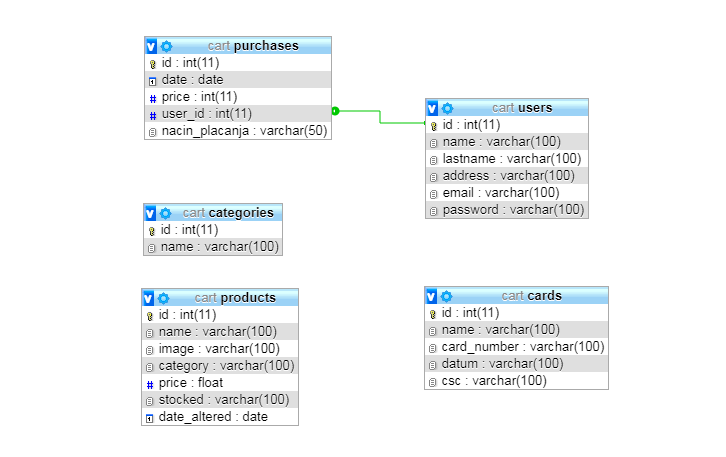 cart purchases
id : int(11)
date : date
price : int(11)
user_id : int(11)
nacin_placanja : varchar(50)
cart users
id : int(11)
name : varchar(100)
lastname : varchar(100)
address : varchar(100)
email : varchar(100)
password : varchar(100)
cart categories
id : int(11)
name : varchar(100)
cart products
id : int(11)
name : varchar(100)
image : varchar(100)
category : varchar(100)
price : float
stocked : varchar(100)
date_altered : date
cart cards
id : int(11)
name : varchar(100)
card_number : varchar(100)
datum : varchar(100)
csc : varchar(100)